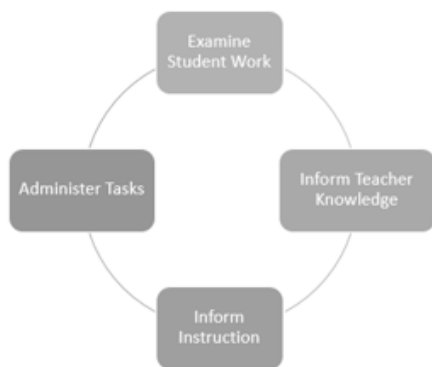 Examine
Student Work
Administer Tasks
Inform Teacher
Knowledge
Inform
Instruction